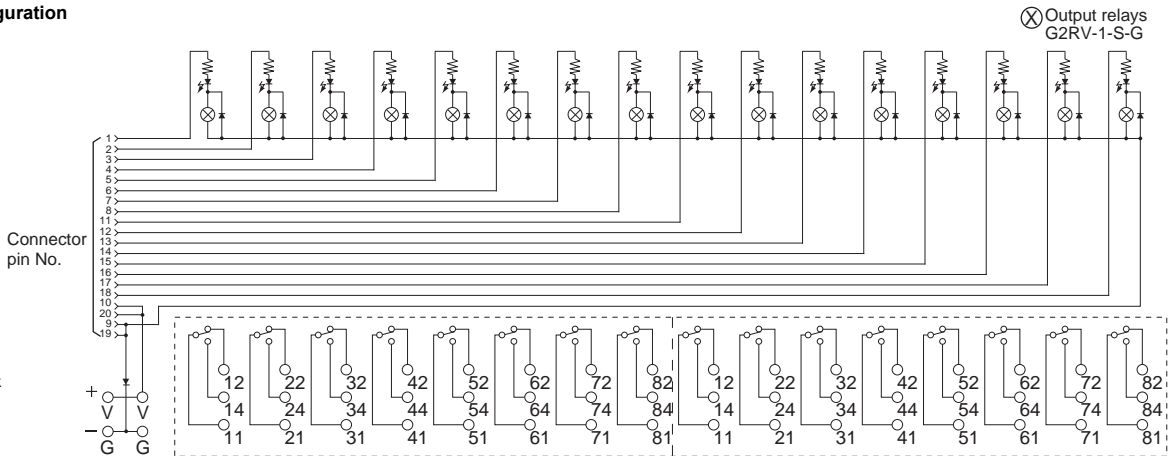 guration
Output relays
G2RV-1-S-G
1
2
3
4
5
6
7
8
11
12
13
14
15
16
17
18
10
20
9
19
Connector
pin No.
12 22 32 42 52 62 72 82 12 22 32 42 52 62 72 82
14 24 34 44 54 64 74 84 14 24 34 44 54 64 74 84
11 21 31 41 51 61 71 81 11 21 31 41 51 61 71 81
+
V V
−
G G